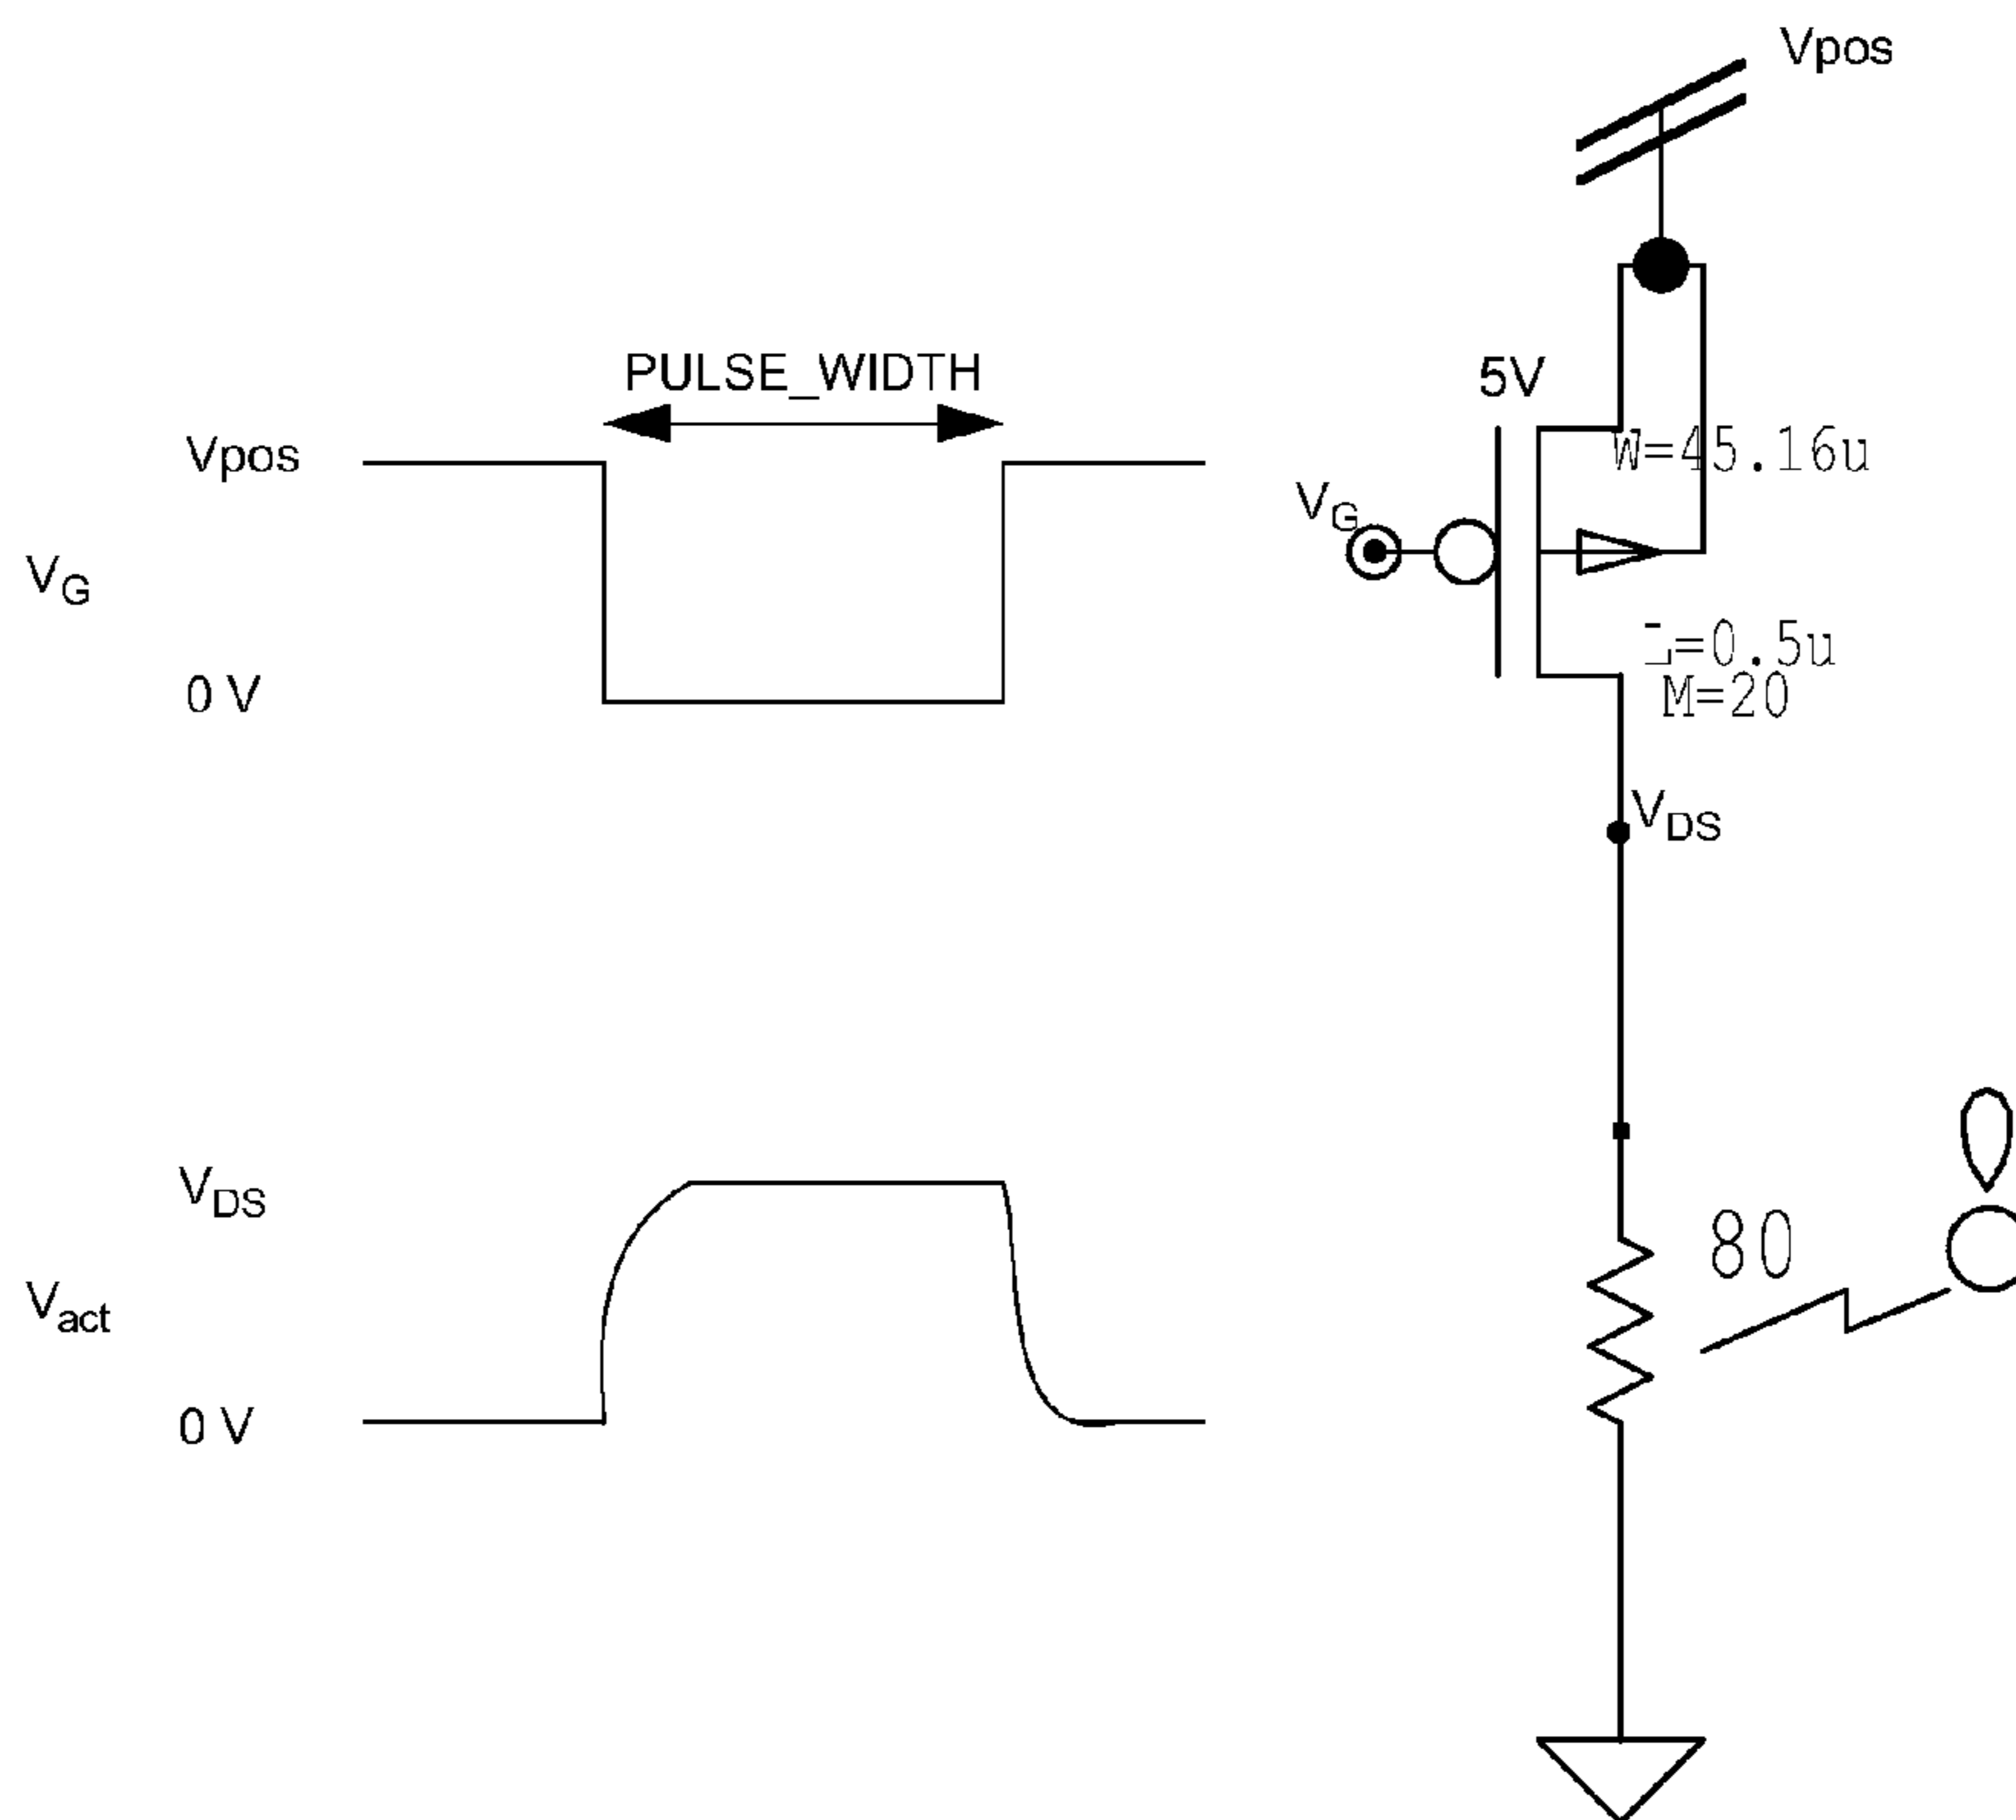 Vpos
PULSE_WIDTH
5V
Vpos
W=45.16u
VG
VG
L=0.5u
0 V
M=20
VDS
VDS
80
Vact
0 V